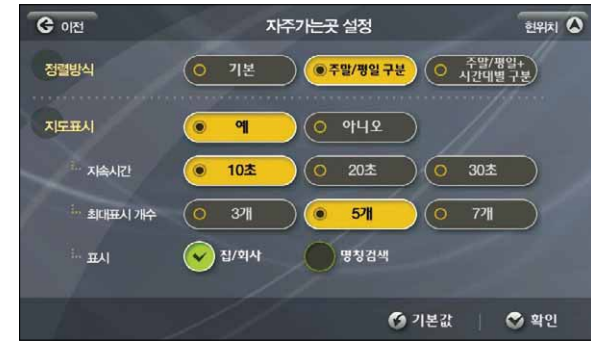 이전 자주가는곳 설정 현위치
정렬방식 기본 주말/평일 구분 주말/평일+
시간대별 구분
지도표시 예 아니오
지속시간 10초 20초 30초
최대표시 개수 3개 5개 7개
표시 집/회사 명칭검색
기본값 확인